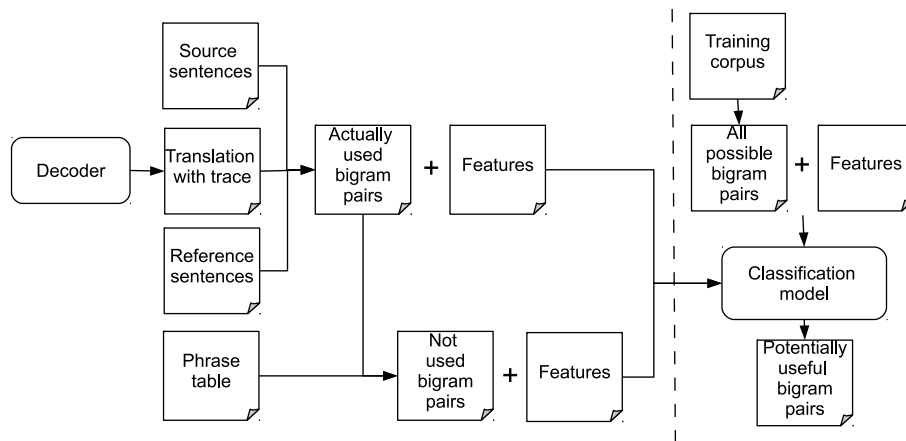 Source
sentences
Decoder
Translation
with trace
Reference
sentences
Phrase
table
Actually
used
bigram
pairs
+
Features
Not
used
bigram
pairs
+
Features
Training
corpus
All
possible
bigram
pairs
+
Features
Classification
model
Potentially
useful
bigram
pairs